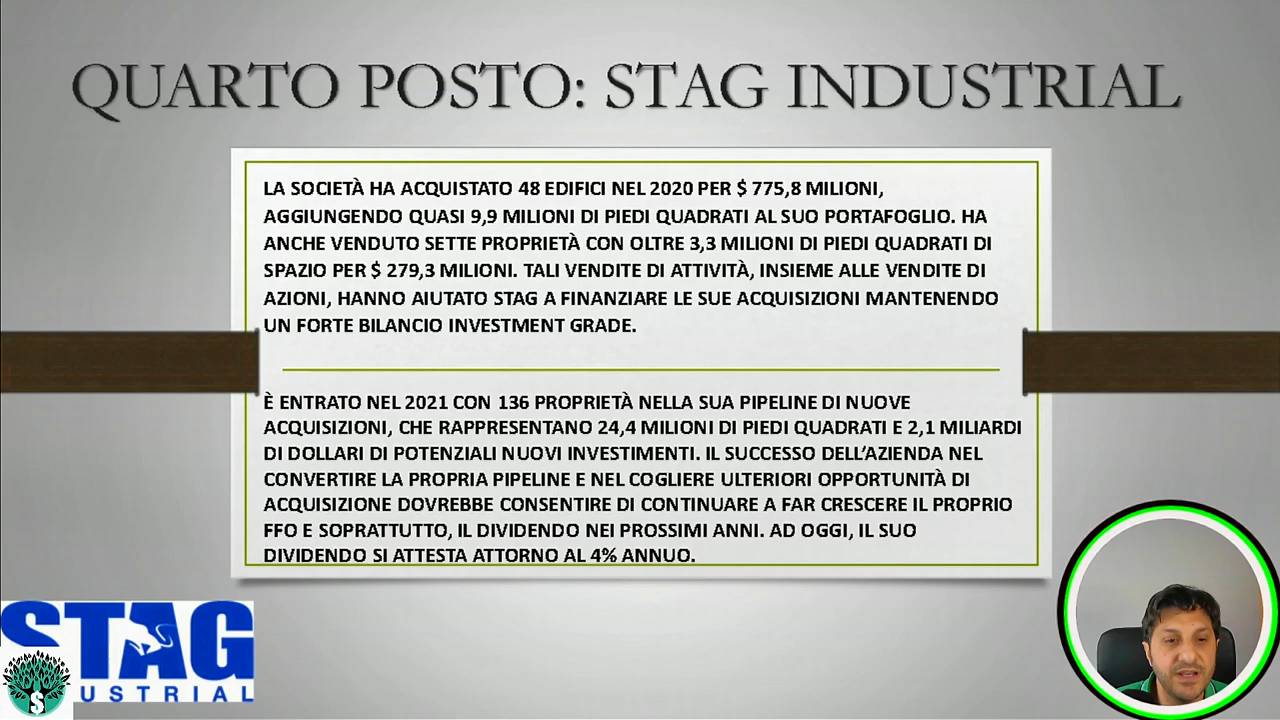 QUARTO POSTO: STAG INDUSTRIAL
LA SOCIETÀ HA ACQUISTATO 48 EDIFICI NEL 2020 PER $ 775,8 MILIONI,
AGGIUNGENDO QUASI 9,9 MILIONI DI PIEDI QUADRATI AL SUO PORTAFOGLIO. HA
ANCHE VENDUTO SETTE PROPRIETÀ CON OLTRE 3,3 MILIONI DI PIEDI QUADRATI DI
SPAZIO PER $ 279,3 MILIONI. TALI VENDITE DI ATTIVITÀ, INSIEME ALLE VENDITE DI
AZIONI, HANNO AIUTATO STAG A FINANZIARE LE SUE ACQUISIZIONI MANTENENDO
UN FORTE BILANCIO INVESTMENT GRADE.
È ENTRATO NEL 2021 CON 136 PROPRIETÀ NELLA SUA PIPELINE DI NUOVE
ACQUISIZIONI, CHE RAPPRESENTANO 24,4 MILIONI DI PIEDI QUADRATI E 2,1 MILIARDI
DI DOLLARI DI POTENZIALI NUOVI INVESTIMENTI. IL SUCCESSO DELL'AZIENDA NEL
CONVERTIRE LA PROPRIA PIPELINE E NEL COGLIERE ULTERIORI OPPORTUNITÀ DI
ACQUISIZIONE DOVREBBE CONSENTIRE DI CONTINUARE A FAR CRESCERE IL PROPRIO
FFO E SOPRATTUTTO, IL DIVIDENDO NEI PROSSIMI ANNI. AD OGGI, IL SUO
DIVIDENDO SI ATTESTA ATTORNO AL 4% ANNUO.
STAG
USTRIAL
$